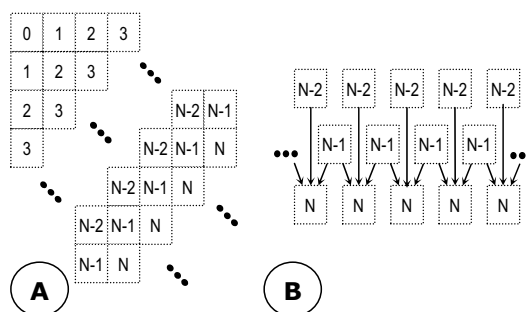 0 1 2 3
1 2 3
2 3
3
N-2 N-1
N-2 N-1 N
N-2 N-1 N
N-2 N-1 N
N-1 N
A
N-2 N-2 N-2 N-2 N-2
N-1 N-1 N-1 N-1
N N N N N
B